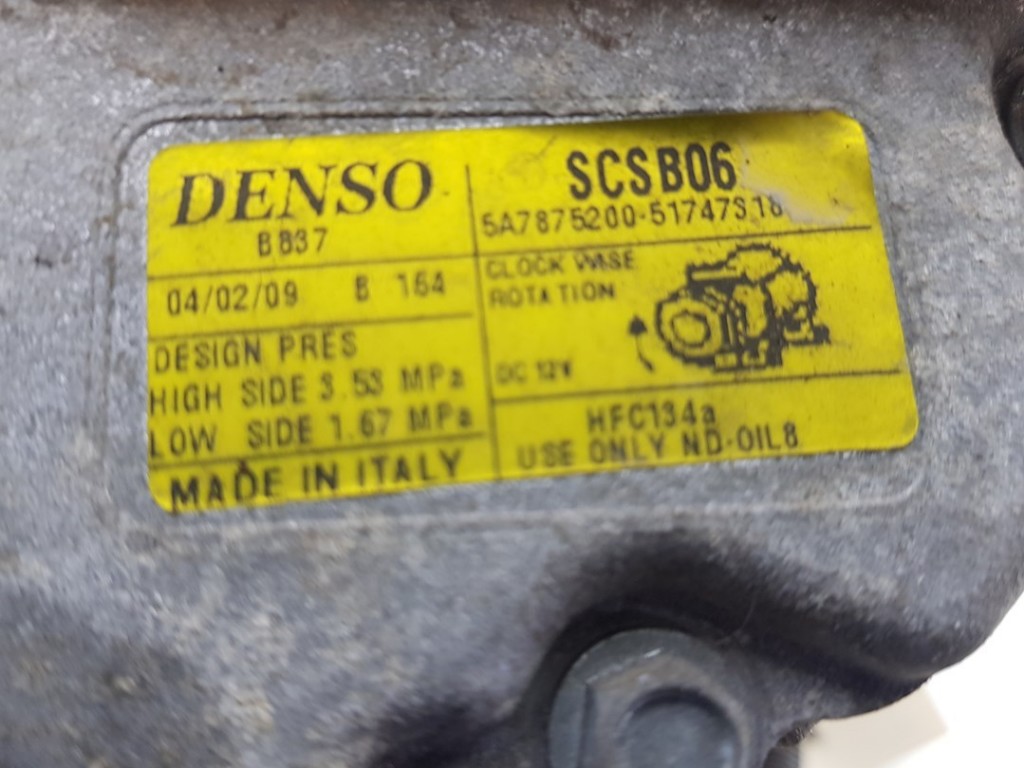 DENSO
BB37
04/02/09 B 164
DESIGN PRES
HIGH SIDE 3.53 MPa
LOW SIDE 1.67 MPa
MADE IN ITALY
SCSB06
5A7875200-51747318
CLOCK WISE
ROTATION
DC 12V
HFC134a
USE ONLY ND-OIL8